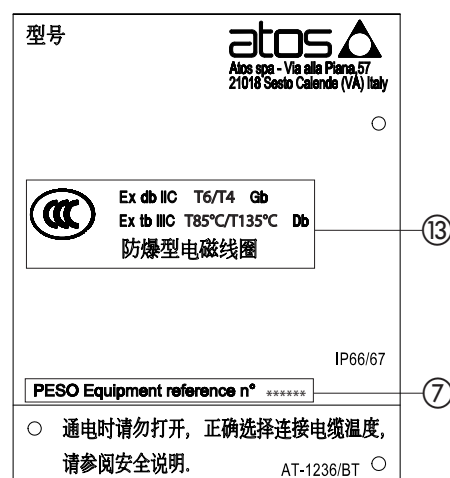 型号
atos
Atos spa - Via alla Piana,57
21018 Sesto Calende (VA) Italy
CCC
Ex db IIC T6/T4 Gb
Ex tb IIIC T85°C/T135°C Db
防爆型电磁线圈
⑬
IP66/67
PESO Equipment reference n° ******
⑦
通电时请勿打开, 正确选择连接电缆温度,
请参阅安全说明.
AT-1236/BT